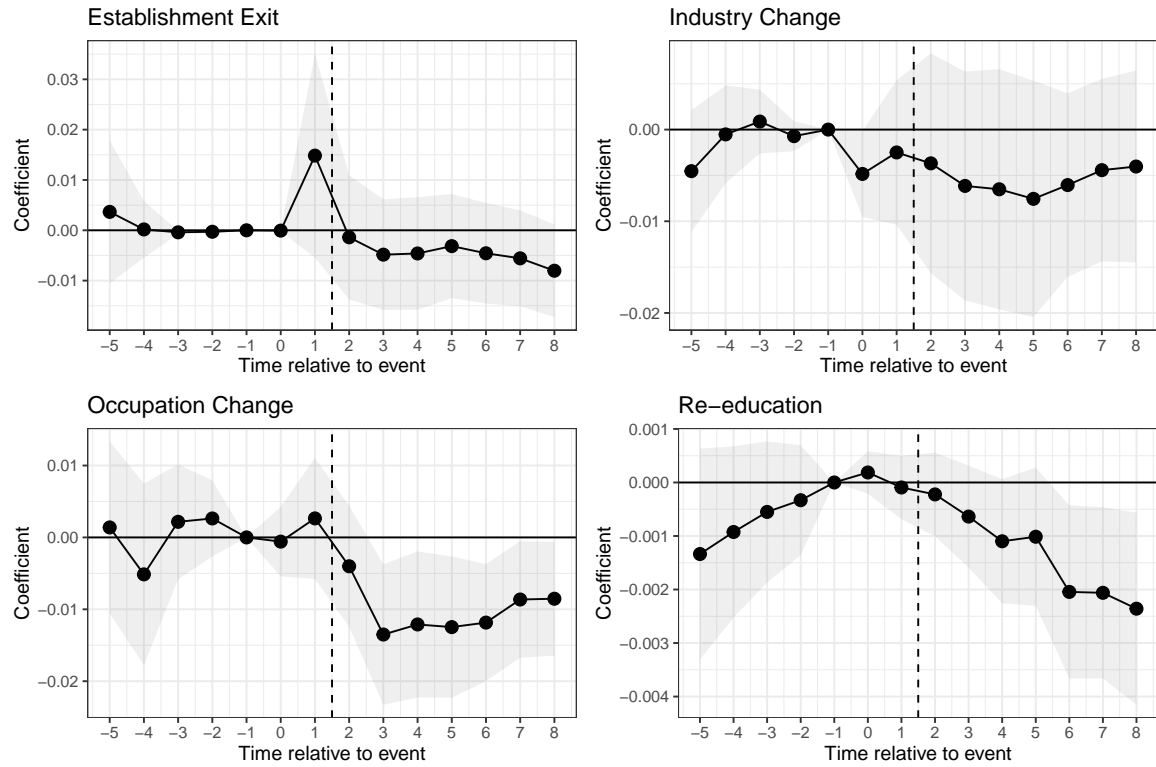 Establishment Exit
Coefficient
0.03
0.02
0.01
0.00
−0.01
−5 −4 −3 −2 −1 0 1 2 3 4 5 6 7 8
Time relative to event
Industry Change
Coefficient
0.00
−0.01
−0.02
−5 −4 −3 −2 −1 0 1 2 3 4 5 6 7 8
Time relative to event
Occupation Change
Coefficient
0.01
0.00
−0.01
−0.02
−5 −4 −3 −2 −1 0 1 2 3 4 5 6 7 8
Time relative to event
Re−education
Coefficient
0.001
0.000
−0.001
−0.002
−0.003
−0.004
−5 −4 −3 −2 −1 0 1 2 3 4 5 6 7 8
Time relative to event